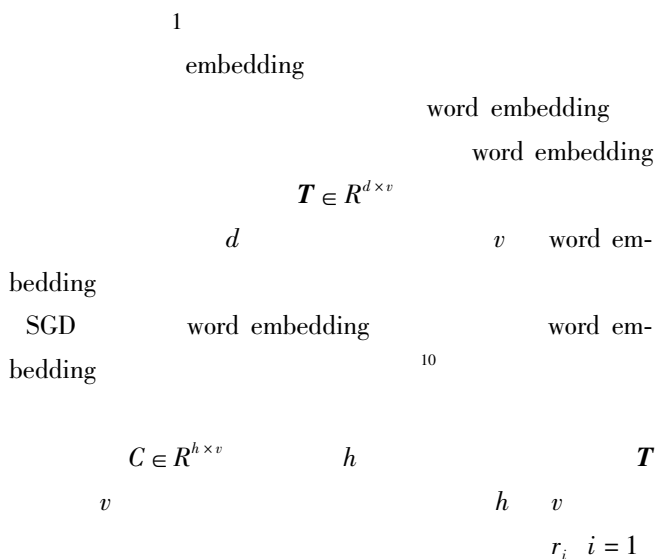 1
embedding
word embedding
word embedding
T ∈ R^{d×v}
d v word em-
bedding
SGD word embedding word em-
bedding 10
C ∈ R^{h×v} h T
v h v
r_i i = 1